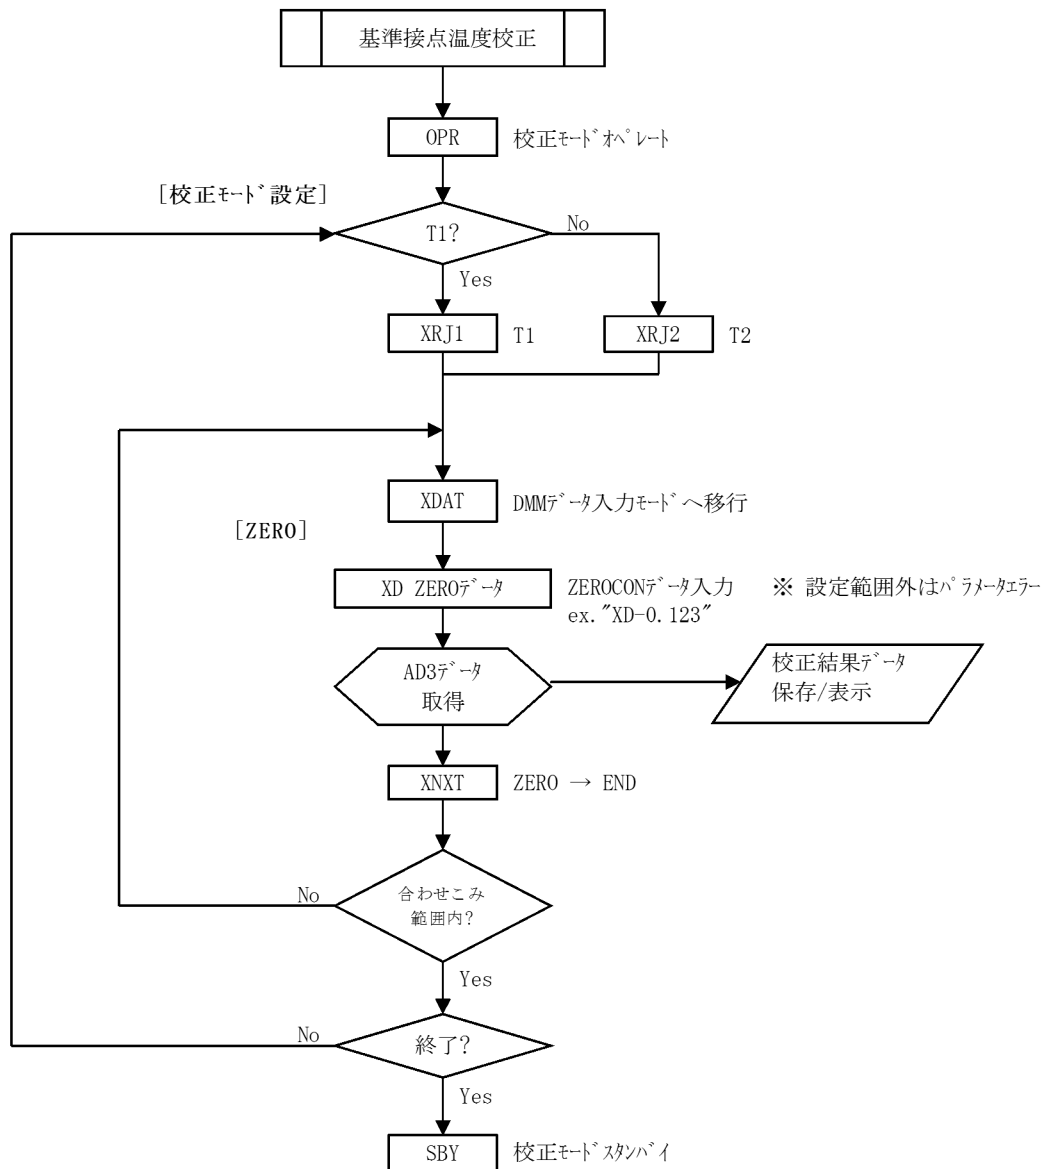 基準接点温度校正
OPR 校正ﾓｰﾄﾞｵﾍﾟﾚｰﾄ
[校正ﾓｰﾄﾞ設定]
T1?
No
Yes
XRJ1 T1
XRJ2 T2
XDAT DMMﾃﾞｰﾀ入力ﾓｰﾄﾞへ移行
[ZERO]
XD ZEROﾃﾞｰﾀ
ZEROCONﾃﾞｰﾀ入力 ※ 設定範囲外はﾊﾟﾗﾒｰﾀｴﾗｰ
ex."XD-0.123"
AD3ﾃﾞｰﾀ
取得
校正結果ﾃﾞｰﾀ
保存/表示
XNXT ZERO → END
合わせこみ
範囲内?
No
Yes
終了?
No
Yes
SBY 校正ﾓｰﾄﾞｽﾀﾝﾊﾞｲ